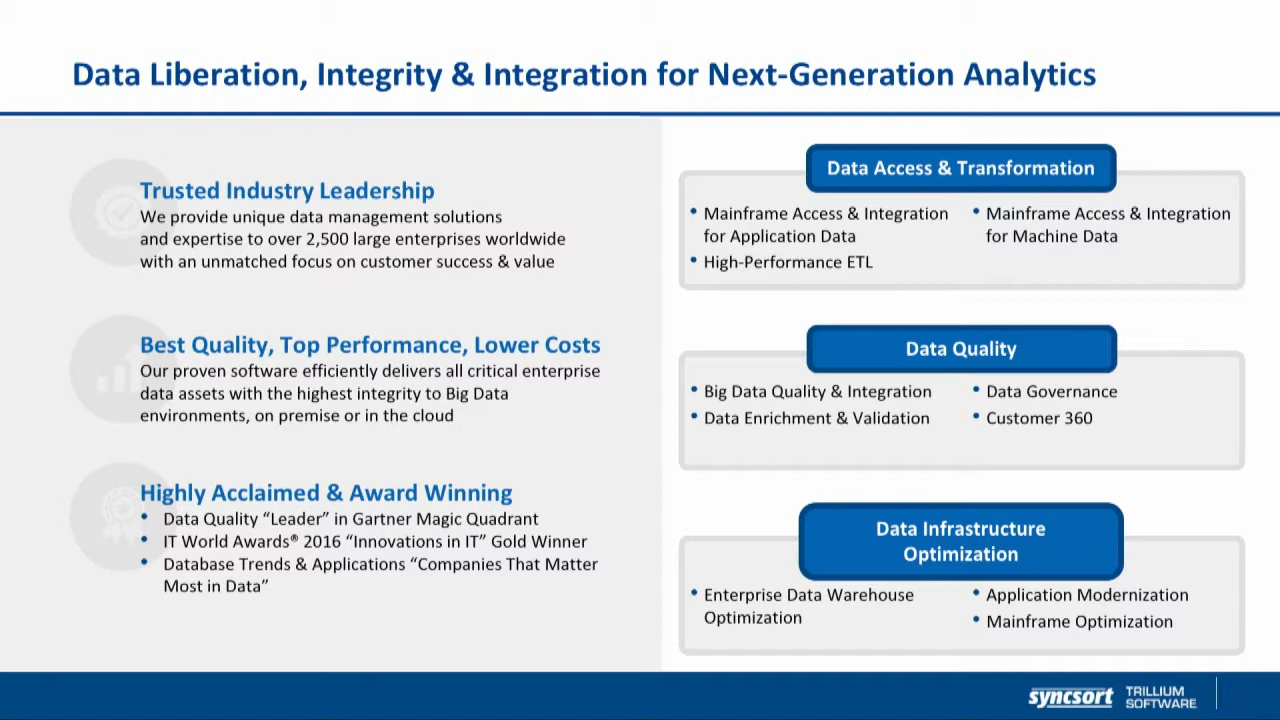 Data Liberation, Integrity & Integration for Next-Generation Analytics
Trusted Industry Leadership
We provide unique data management solutions
and expertise to over 2,500 large enterprises worldwide
with an unmatched focus on customer success & value
Best Quality, Top Performance, Lower Costs
Our proven software efficiently delivers all critical enterprise
data assets with the highest integrity to Big Data
environments, on premise or in the cloud
Highly Acclaimed & Award Winning
• Data Quality “Leader” in Gartner Magic Quadrant
• IT World Awards® 2016 “Innovations in IT” Gold Winner
• Database Trends & Applications “Companies That Matter
Most in Data”
Data Access & Transformation
• Mainframe Access & Integration
for Application Data
• High-Performance ETL
• Mainframe Access & Integration
for Machine Data
Data Quality
• Big Data Quality & Integration
• Data Enrichment & Validation
• Data Governance
• Customer 360
Data Infrastructure
Optimization
• Enterprise Data Warehouse
Optimization
• Application Modernization
• Mainframe Optimization
syncsort
TRILLIUM
SOFTWARE